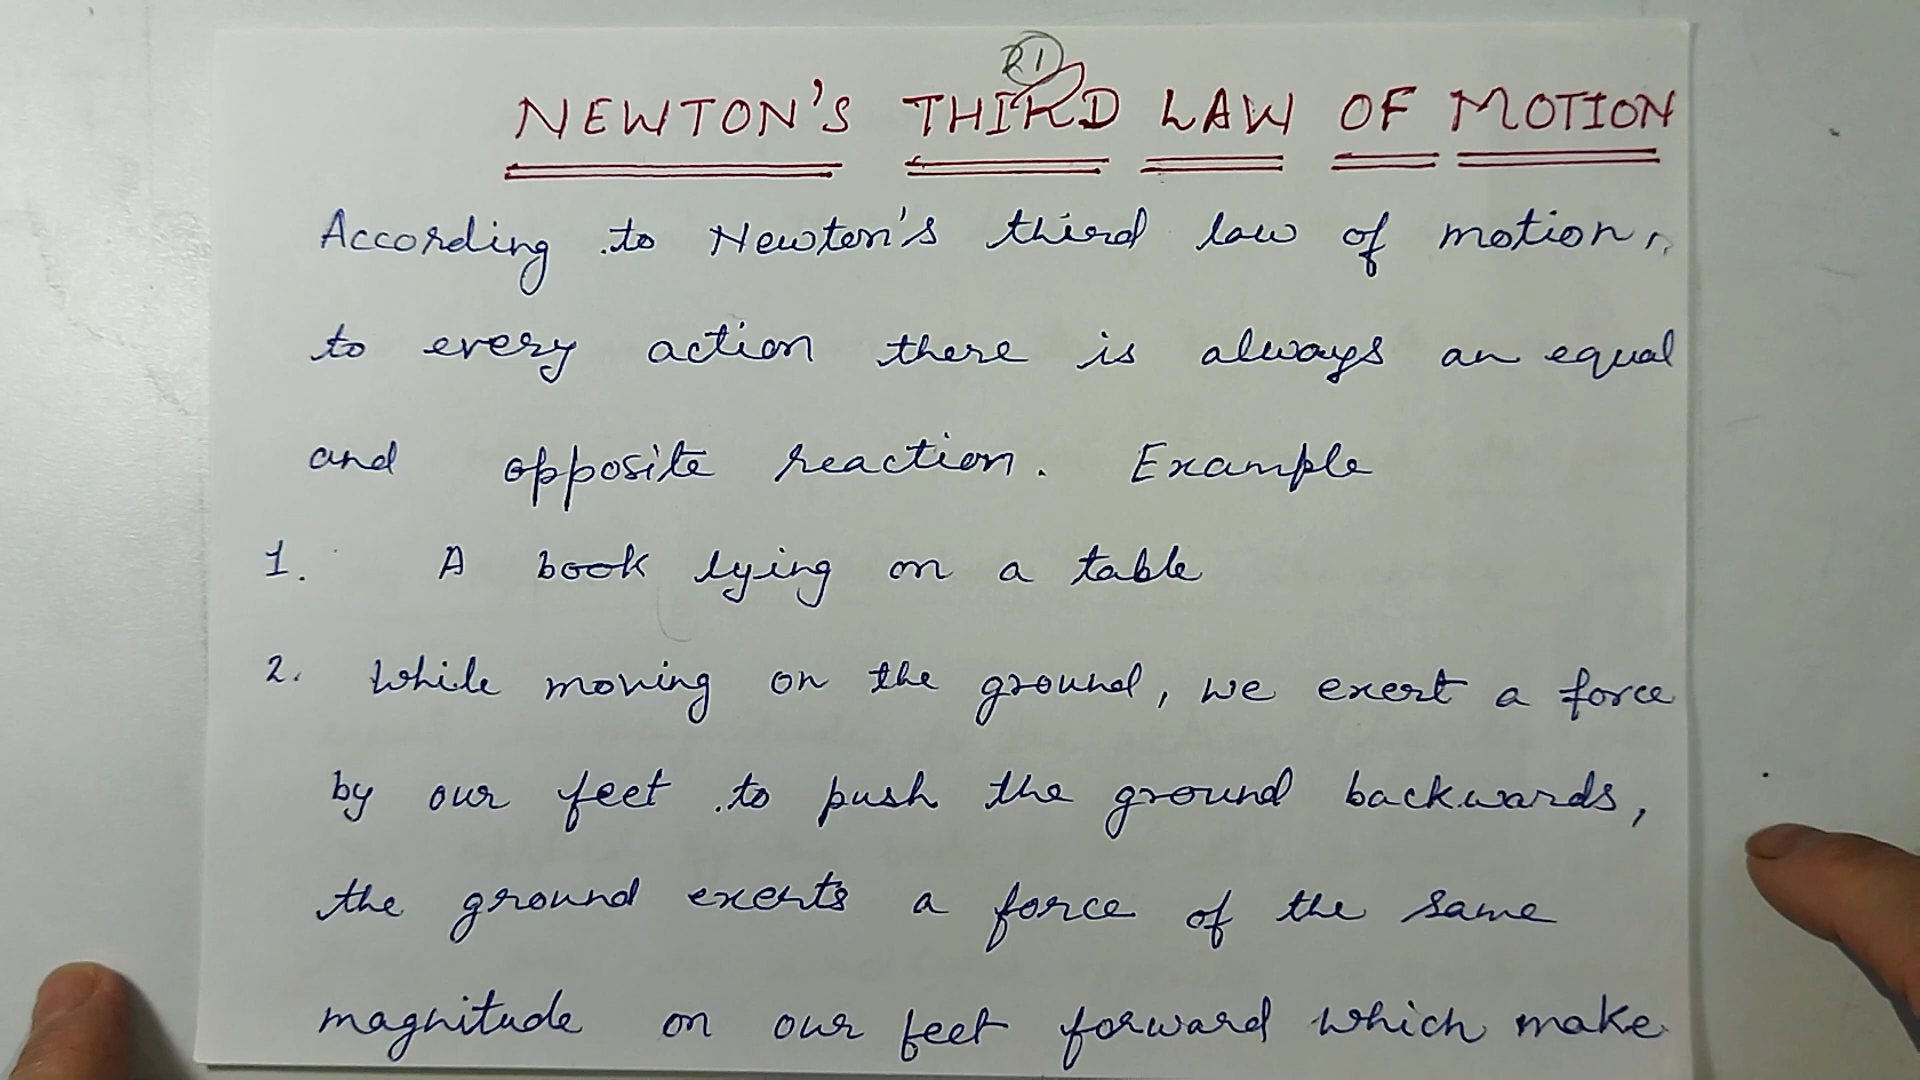 21
NEWTON'S THIRD LAW OF MOTION
According to Newton's third law of motion,
to every action there is always an equal
and opposite reaction. Example
1. A book lying on a table
2. While moving on the ground, we exert a force
by our feet to push the ground backwards,
the ground exerts a force of the same
magnitude on our feet forward which make